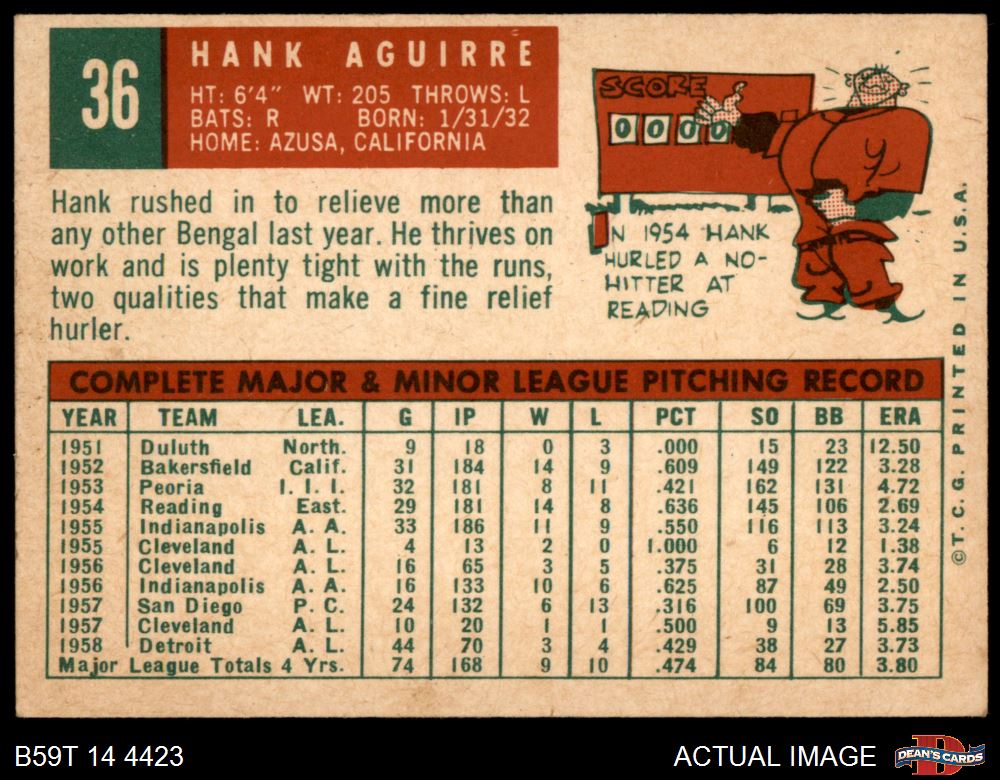 36
HANK AGUIRRE
HT: 6'4" WT: 205 THROWS: L
BATS: R BORN: 1/31/32
HOME: AZUSA, CALIFORNIA
Hank rushed in to relieve more than
any other Bengal last year. He thrives on
work and is plenty tight with the runs,
two qualities that make a fine relief
hurler.
SCORE
0 0 0 0
IN 1954 HANK
HURLED A NO-
HITTER AT
READING
COMPLETE MAJOR & MINOR LEAGUE PITCHING RECORD
YEAR TEAM LEA. G IP W L PCT SO BB ERA
1951 Duluth North. 9 18 0 3 .000 15 23 12.50
1952 Bakersfield Calif. 31 184 14 9 .609 149 122 3.28
1953 Peoria I. I. I. 32 181 8 11 .421 162 131 4.72
1954 Reading East. 29 181 14 8 .636 145 106 2.69
1955 Indianapolis A. A. 33 186 11 9 .550 116 113 3.24
1955 Cleveland A. L. 4 13 2 0 1.000 6 12 1.38
1956 Cleveland A. L. 16 65 3 5 .375 31 28 3.74
1956 Indianapolis A. A. 16 133 10 6 .625 87 49 2.50
1957 San Diego P. C. 24 132 6 13 .316 100 69 3.75
1957 Cleveland A. L. 10 20 1 1 .500 9 13 5.85
1958 Detroit A. L. 44 70 3 4 .429 38 27 3.73
Major League Totals 4 Yrs. 74 168 9 10 .474 84 80 3.80
©T. C. G. PRINTED IN U.S.A.
B59T 14 4423
ACTUAL IMAGE
DEAN'S CARDS